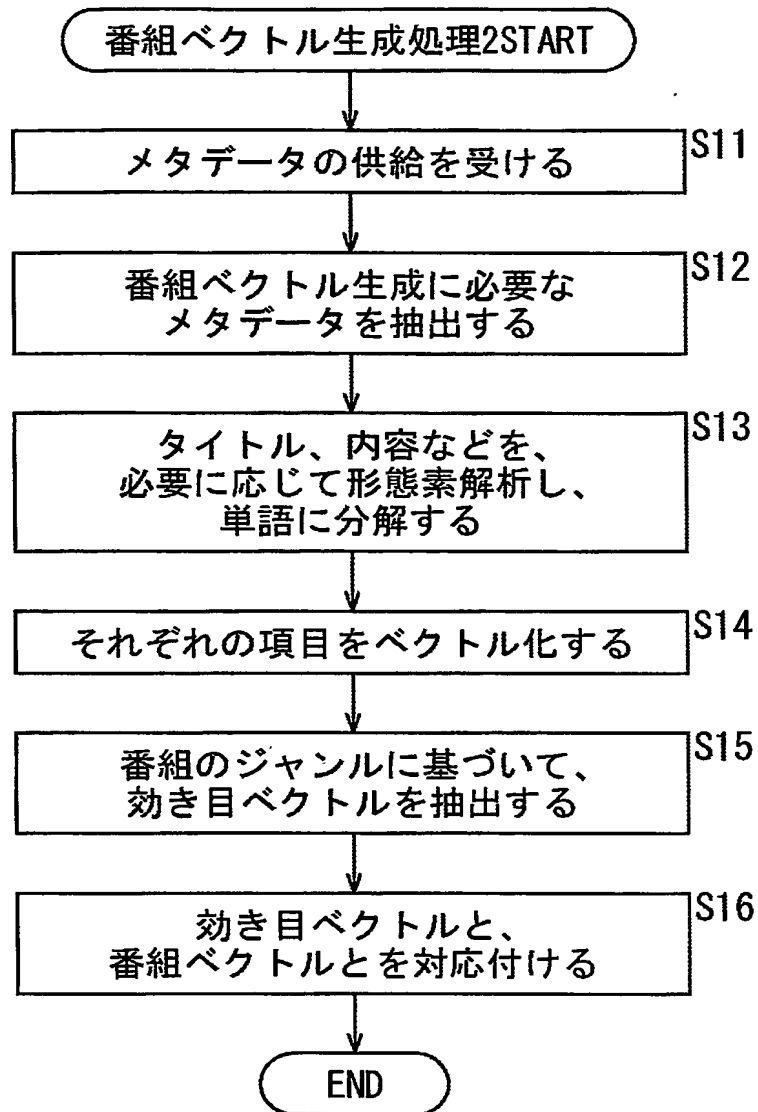 番組ベクトル生成処理2START
メタデータの供給を受ける
S11
番組ベクトル生成に必要な
メタデータを抽出する
S12
タイトル、内容などを、
必要に応じて形態素解析し、
単語に分解する
S13
それぞれの項目をベクトル化する
S14
番組のジャンルに基づいて、
効き目ベクトルを抽出する
S15
効き目ベクトルと、
番組ベクトルとを対応付ける
S16
END